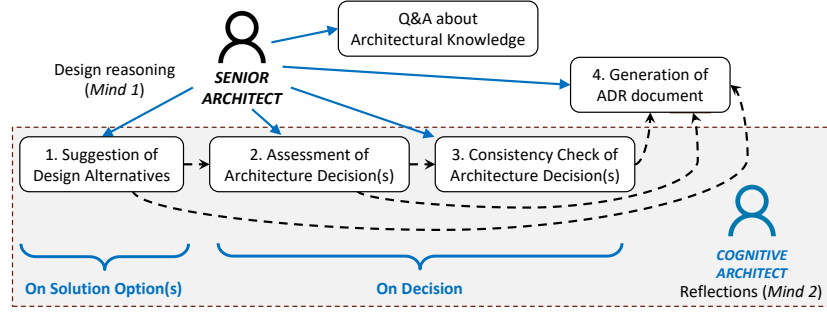 Q&A about
Architectural Knowledge
Design reasoning
(Mind 1)
SENIOR
ARCHITECT
4. Generation of
ADR document
1. Suggestion of
Design Alternatives
2. Assessment of
Architecture Decision(s)
3. Consistency Check of
Architecture Decision(s)
On Solution Option(s)
On Decision
COGNITIVE
ARCHITECT
Reflections (Mind 2)